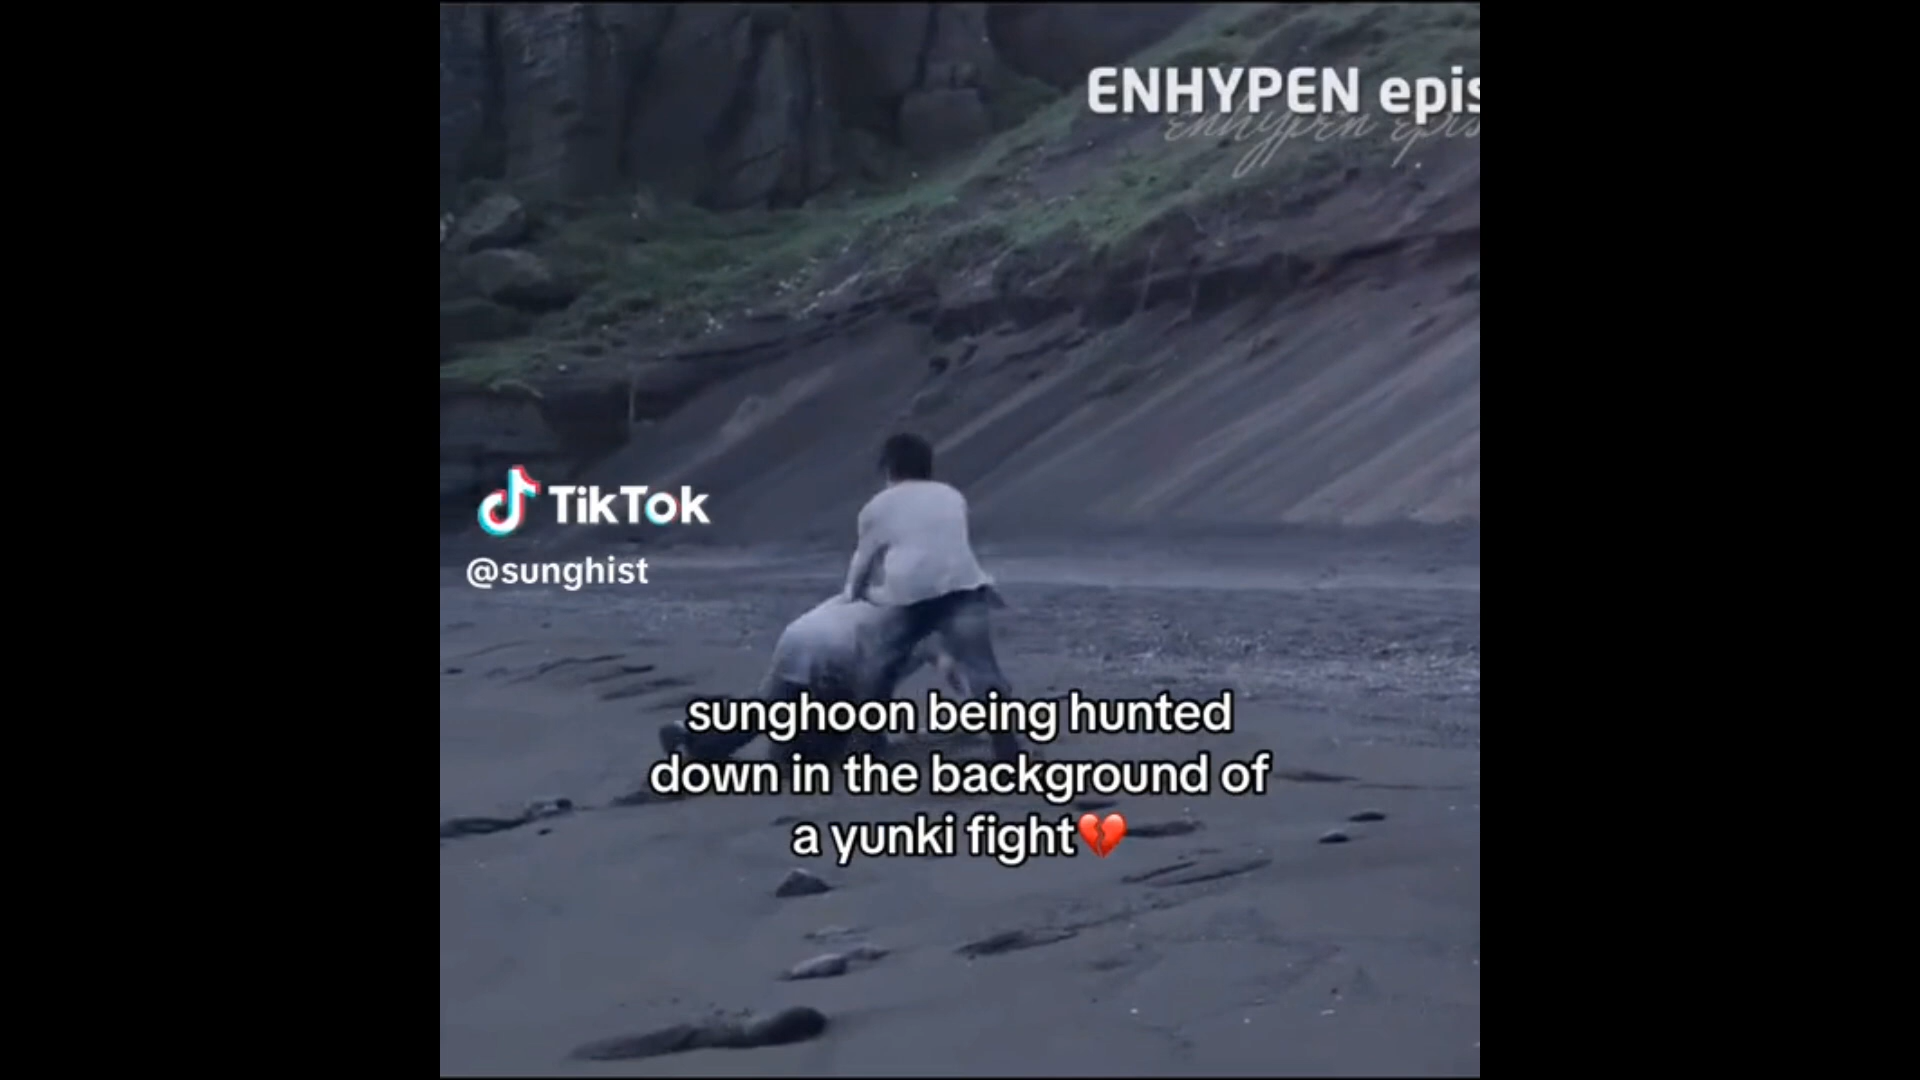 ENHYPEN epis
enhypen epis
TikTok
@sunghist
sunghoon being hunted
down in the background of
a yunki fight💔